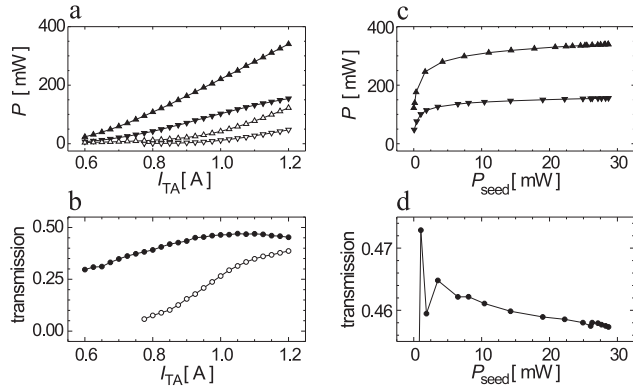 a
c
400
200
0
P [mW]
0.6 0.8 1.0 1.2
I_TA [A]
400
200
0
P [mW]
0 10 20 30
P_seed [mW]
b
d
0.50
0.25
0.00
transmission
0.6 0.8 1.0 1.2
I_TA [A]
0.47
0.46
transmission
0 10 20 30
P_seed [mW]